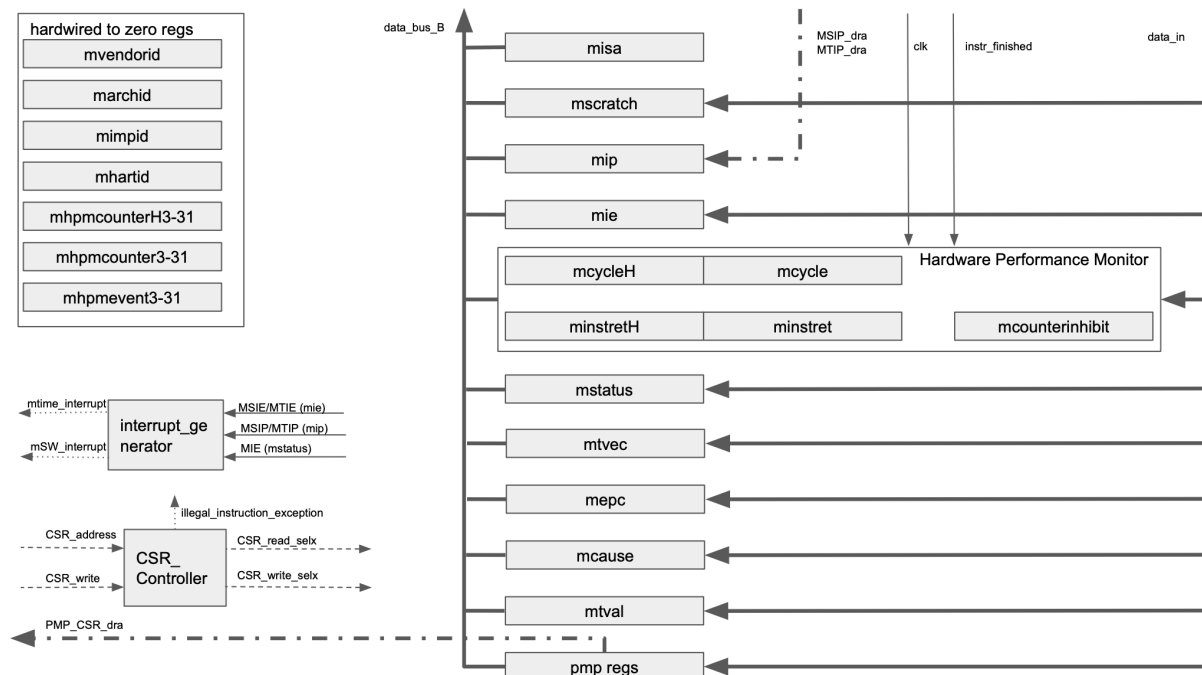 hardwired to zero regs
mvendorid
marchid
mimpid
mhartid
mhpmcounterH3-31
mhpmcounter3-31
mhpmevent3-31
data_bus_B
misa
mscratch
mip
mie
MSIP_dra
MTIP_dra
clk
instr_finished
data_in
Hardware Performance Monitor
mcycleH
mcycle
minstretH
minstret
mcounterinhibit
mstatus
mtvec
mepc
mcause
mtval
pmp regs
mtime_interrupt
mSW_interrupt
interrupt_ge
nerator
MSIE/MTIE (mie)
MSIP/MTIP (mip)
MIE (mstatus)
illegal_instruction_exception
CSR_address
CSR_write
CSR_
Controller
CSR_read_selx
CSR_write_selx
PMP_CSR_dra